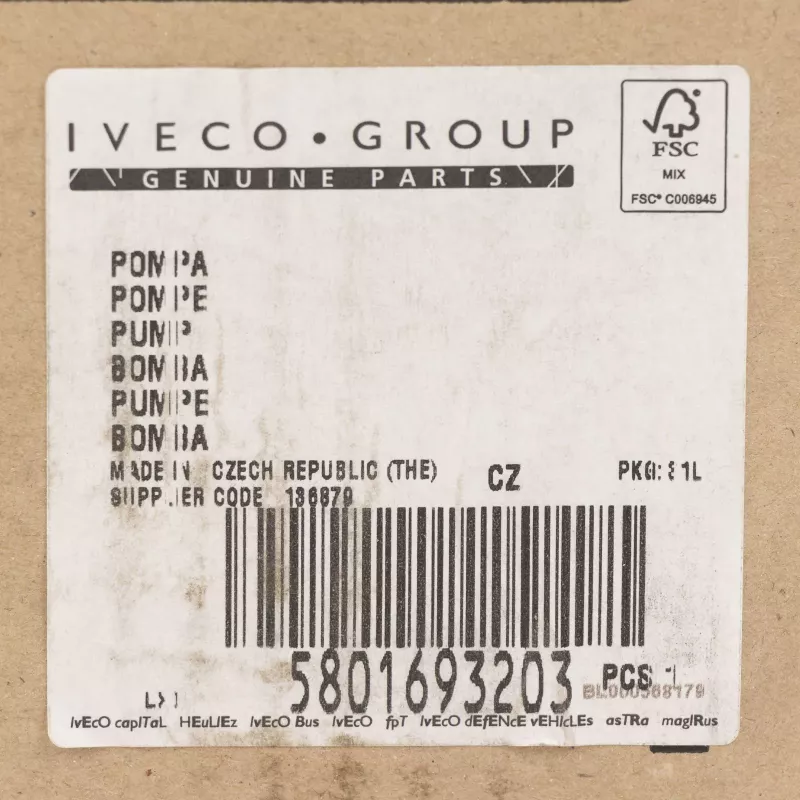 IVECO • GROUP
GENUINE PARTS
FSC
MIX
FSC® C006945
POMPA
POMPE
PUMP
BOMBA
PUMPE
BOMBA
MADE IN CZECH REPUBLIC (THE) CZ
SUPPLIER CODE 136879
5801693203 PCS 1
BL000568179
IVECO CAPITAL HEULIEZ IVECO BUS IVECO FPT IVECO DEFENCE VEHICLES ASTRA MAGIRUS